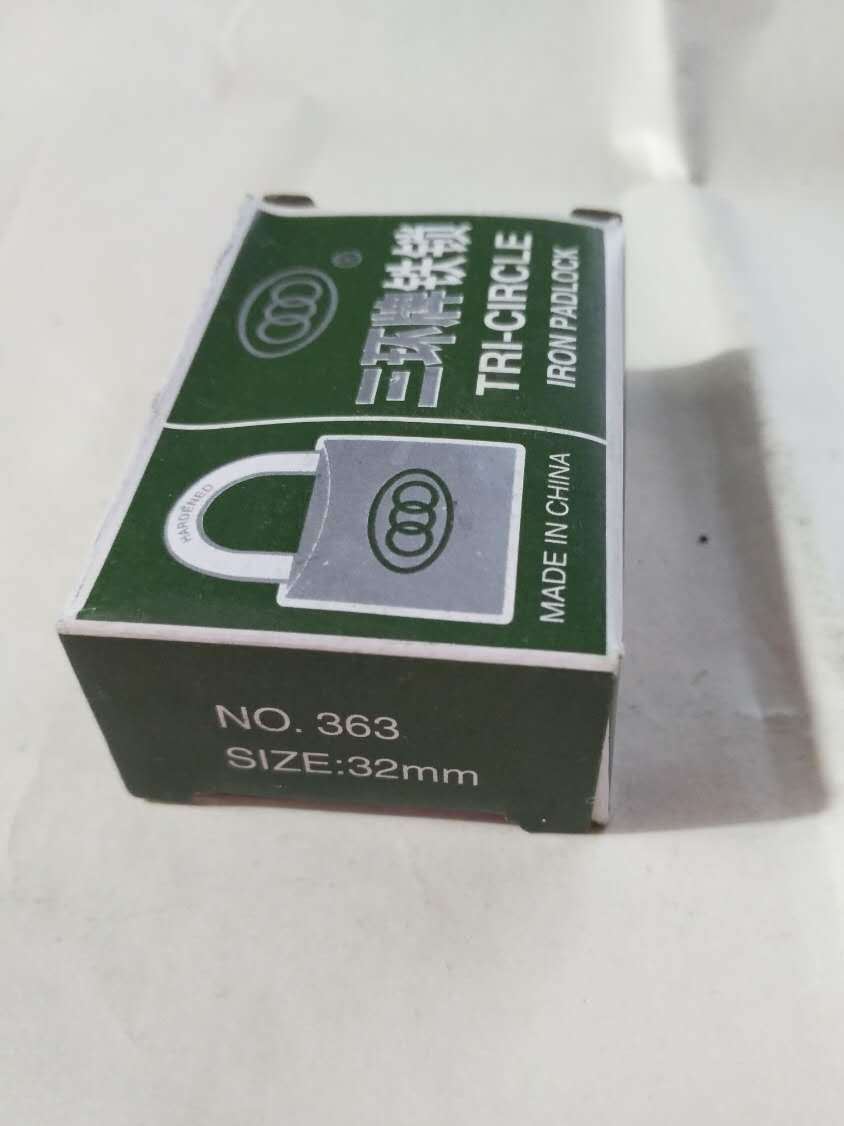 ®
三环牌铁锁
TRI-CIRCLE
IRON PADLOCK
HARDENED
MADE IN CHINA
NO. 363
SIZE:32mm